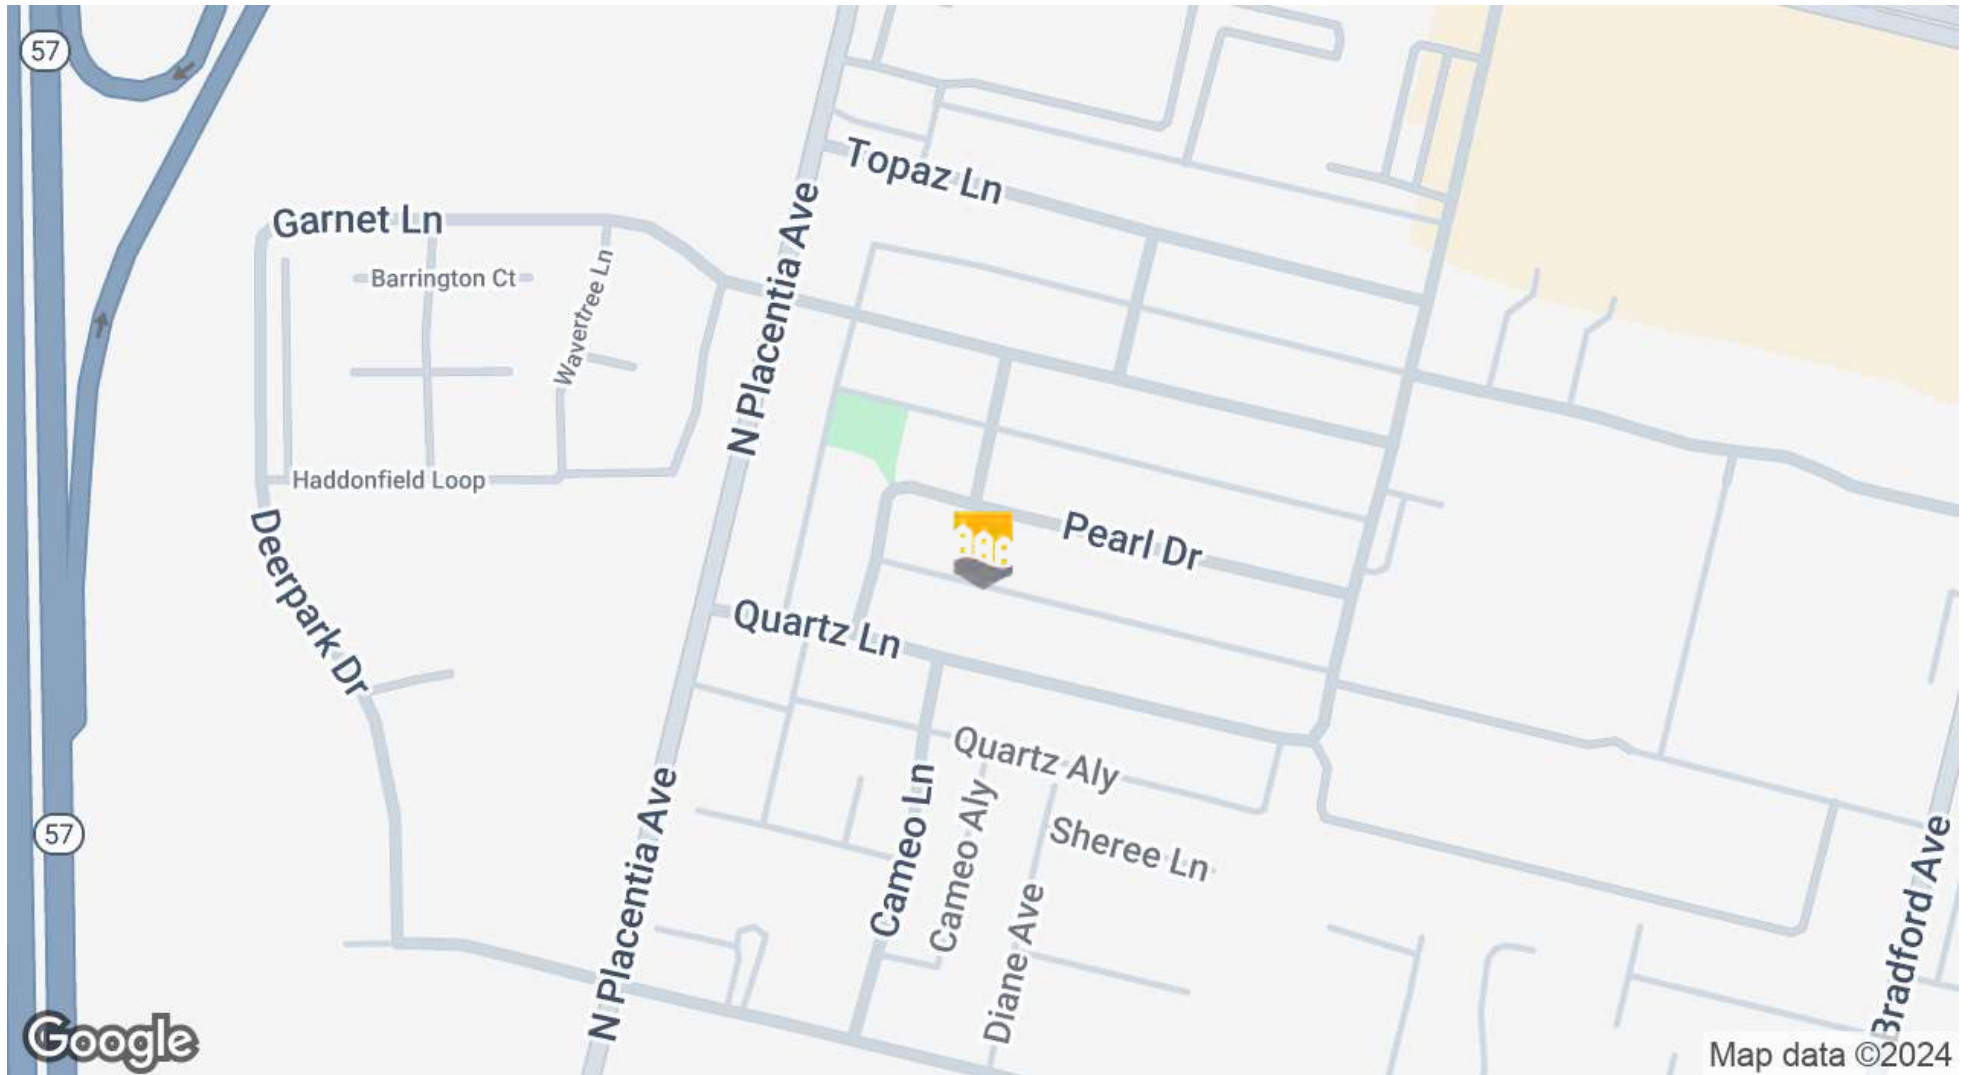 57
Topaz Ln
Garnet Ln
N Placentia Ave
Barrington Ct
Wavertree Ln
Haddonfield Loop
Pearl Dr
Deerpark Dr
Quartz Ln
Quartz Aly
Cameo Ln
Cameo Aly
Sheree Ln
57
N Placentia Ave
Diane Ave
Bradford Ave
Google
Map data ©2024